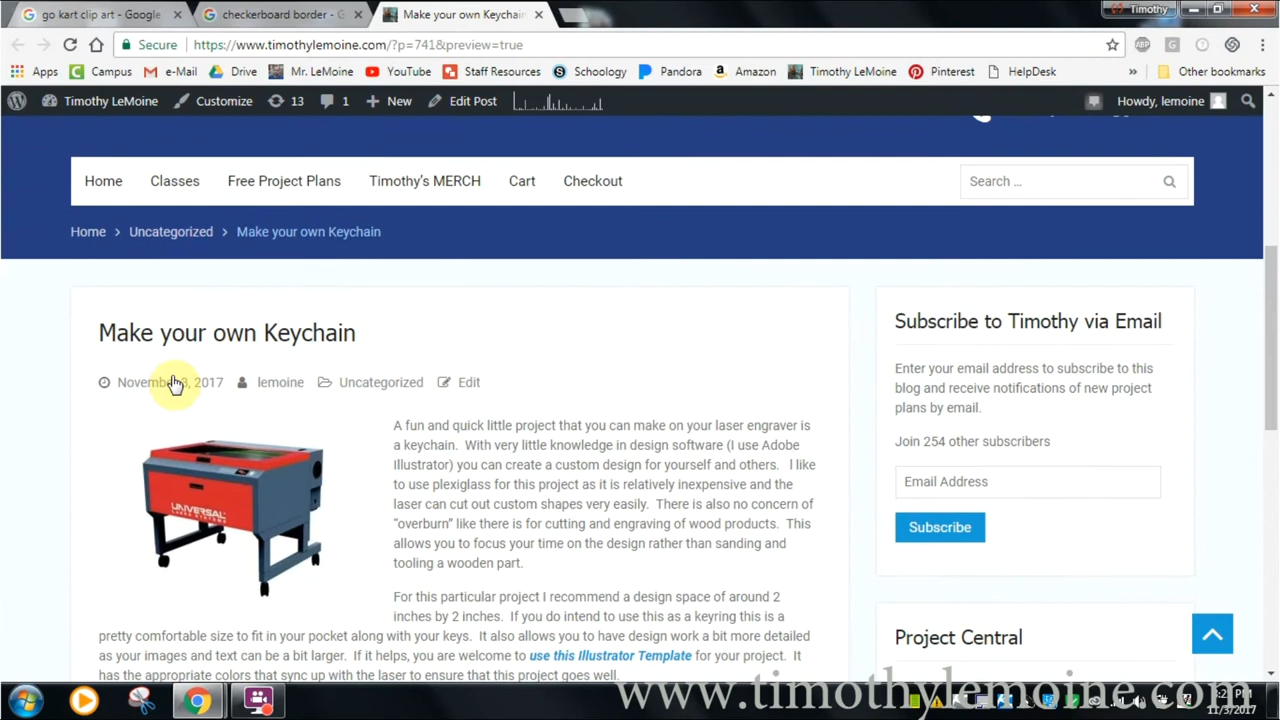 go kart clip art - Google
checkerboard border - G
Make your own Keychain
Timothy
Secure
https://www.timothylemoine.com/?p=741&preview=true
Apps
Campus
e-Mail
Drive
Mr. LeMoine
YouTube
Staff Resources
Schoology
Pandora
Amazon
Timothy LeMoine
Pinterest
HelpDesk
»
Other bookmarks
Timothy LeMoine
Customize
13
1
New
Edit Post
Howdy, lemoine
Home
Classes
Free Project Plans
Timothy's MERCH
Cart
Checkout
Search …
Home > Uncategorized > Make your own Keychain
Make your own Keychain
November 3, 2017
lemoine
Uncategorized
Edit
UNIVERSAL
A fun and quick little project that you can make on your laser engraver is
a keychain. With very little knowledge in design software (I use Adobe
Illustrator) you can create a custom design for yourself and others. I like
to use plexiglass for this project as it is relatively inexpensive and the
laser can cut out custom shapes very easily. There is also no concern of
"overburn" like there is for cutting and engraving of wood products. This
allows you to focus your time on the design rather than sanding and
tooling a wooden part.
For this particular project I recommend a design space of around 2
inches by 2 inches. If you do intend to use this as a keyring this is a
pretty comfortable size to fit in your pocket along with your keys. It also allows you to have design work a bit more detailed
as your images and text can be a bit larger. If it helps, you are welcome to use this Illustrator Template for your project. It
has the appropriate colors that sync up with the laser to ensure that this project goes well.
Subscribe to Timothy via Email
Enter your email address to subscribe to this
blog and receive notifications of new project
plans by email.
Join 254 other subscribers
Email Address
Subscribe
Project Central
www.timothylemoine.com
11/3/2017